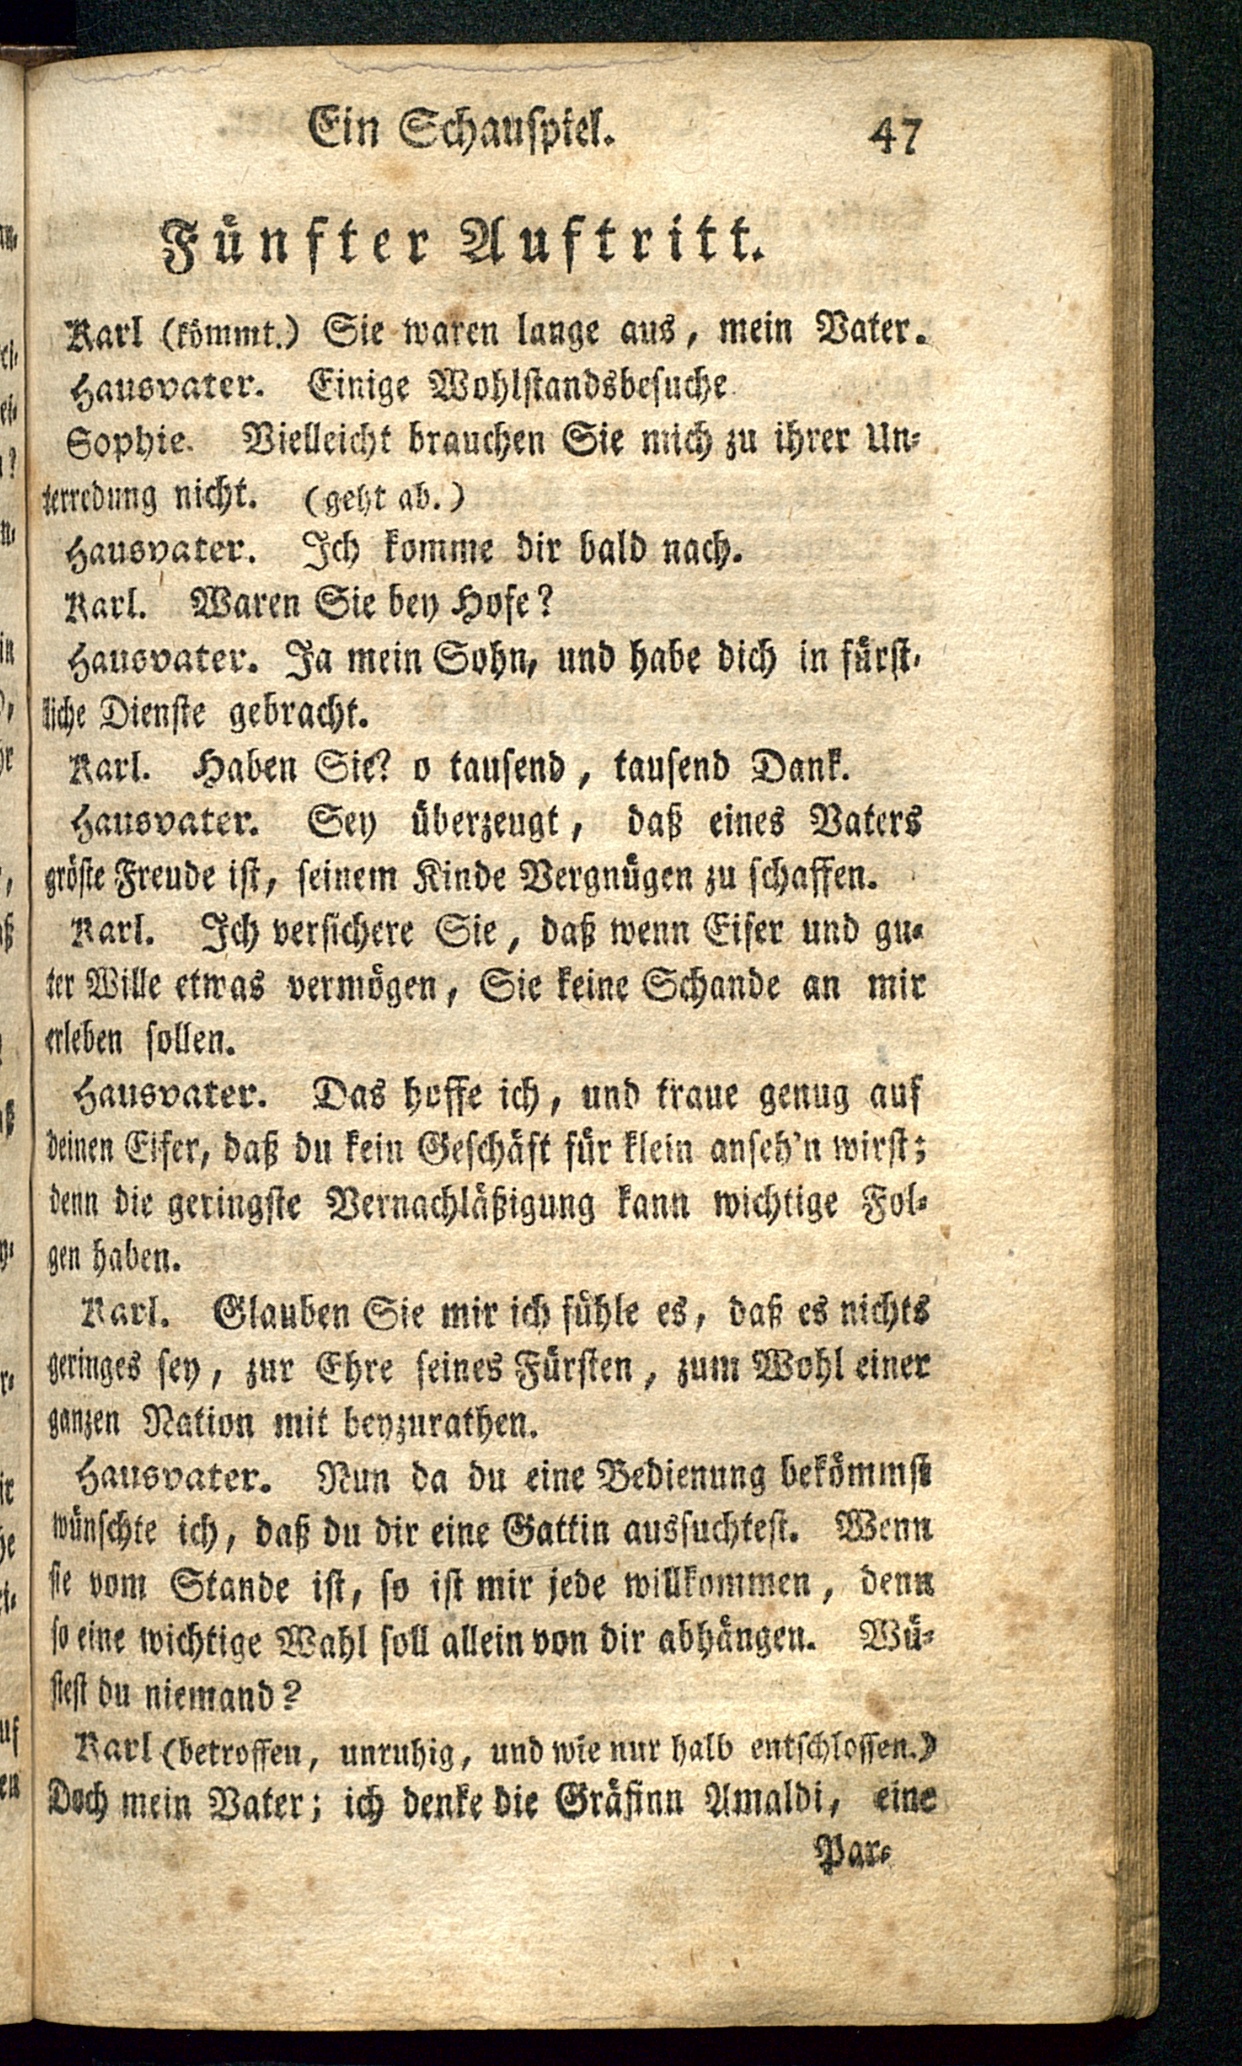 Ein Schauspiel. 47
Fünfter Auftritt.
Karl (kömmt.) Sie waren lange aus, mein Vater.
Hausvater. Einige Wohlstandsbesuche
Sophie. Vielleicht brauchen Sie mich zu ihrer Un-
terredung nicht. (geht ab.)
Hausvater. Ich komme dir bald nach.
Karl. Waren Sie bey Hofe?
Hausvater. Ja mein Sohn, und habe dich in fürst-
liche Dienste gebracht.
Karl. Haben Sie? o tausend, tausend Dank.
Hausvater. Sey überzeugt, daß eines Vaters
gröste Freude ist, seinem Kinde Vergnügen zu schaffen.
Karl. Ich versichere Sie, daß wenn Eifer und gu-
ter Wille etwas vermögen, Sie keine Schande an mir
erleben sollen.
Hausvater. Das hoffe ich, und traue genug auf
deinen Eifer, daß du kein Geschäft für klein anseh'n wirst;
denn die geringste Vernachläßigung kann wichtige Fol-
gen haben.
Karl. Glauben Sie mir ich fühle es, daß es nichts
geringes sey, zur Ehre seines Fürsten, zum Wohl einer
ganzen Nation mit beyzurathen.
Hausvater. Nun da du eine Bedienung bekömmst
wünschte ich, daß du dir eine Gattin aussuchtest. Wenn
sie vom Stande ist, so ist mir jede willkommen, denn
so eine wichtige Wahl soll allein von dir abhängen. Wü-
stest du niemand?
Karl (betroffen, unruhig, und wie nur halb entschlossen.)
Doch mein Vater; ich denke die Gräfinn Amaldi, eine
Par-